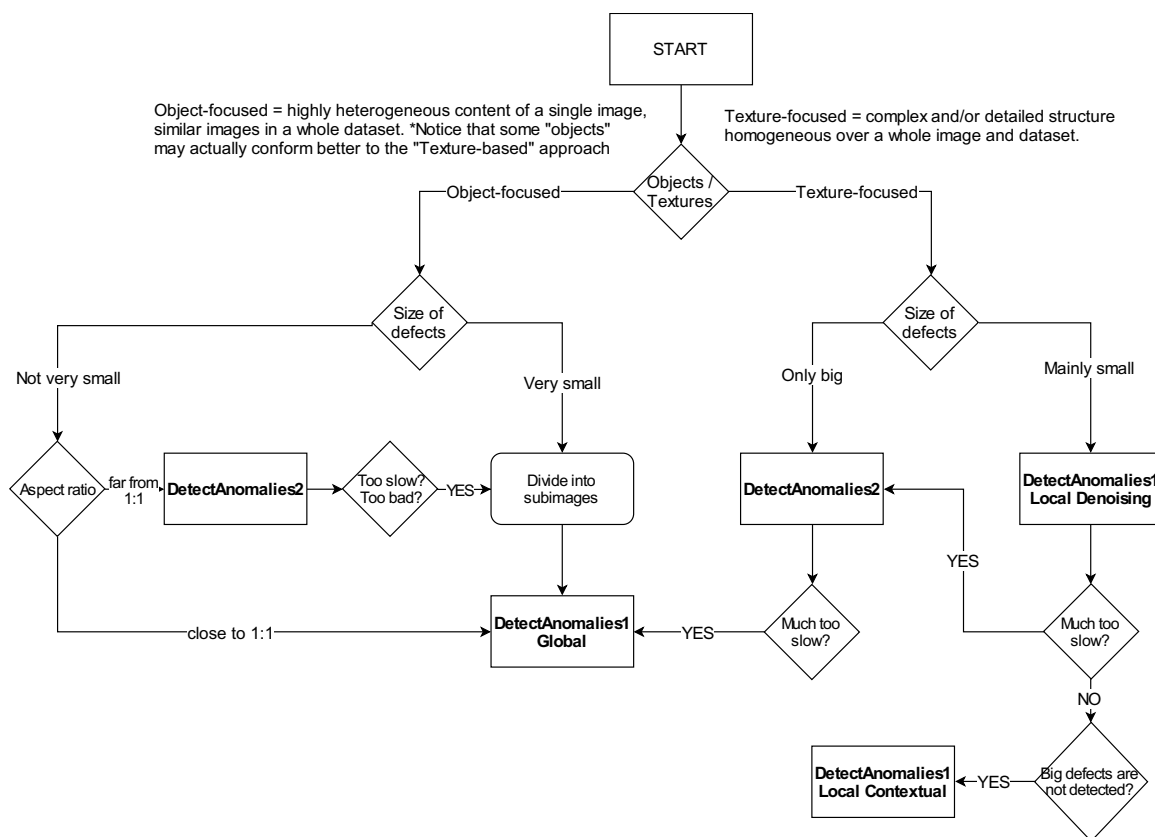 START
Object-focused = highly heterogeneous content of a single image,
similar images in a whole dataset. *Notice that some "objects"
may actually conform better to the "Texture-based" approach
Texture-focused = complex and/or detailed structure
homogeneous over a whole image and dataset.
Objects /
Textures
Object-focused
Texture-focused
Size of
defects
Size of
defects
Not very small
Very small
Only big
Mainly small
Aspect ratio
far from
1:1
DetectAnomalies2
Too slow?
Too bad?
YES
Divide into
subimages
DetectAnomalies2
DetectAnomalies1
Local Denoising
YES
close to 1:1
DetectAnomalies1
Global
YES
Much too
slow?
Much too
slow?
NO
DetectAnomalies1
Local Contextual
YES
Big defects are
not detected?